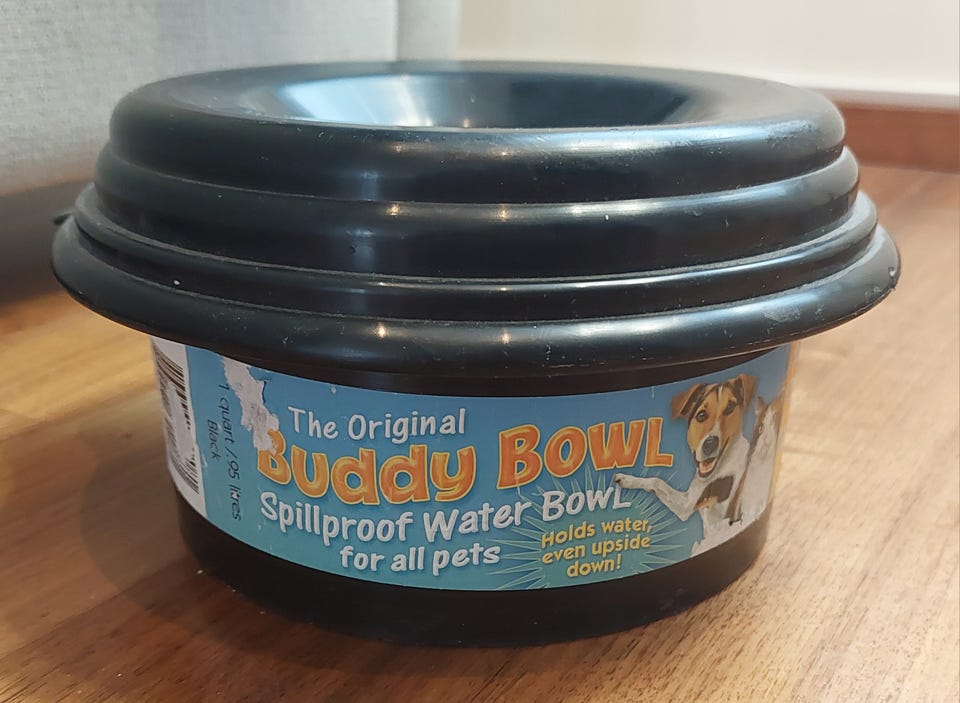 The Original
Buddy BOWL
Spillproof Water BowL
for all pets
Holds water,
even upside
down!
1 quart / .95 litres
Black